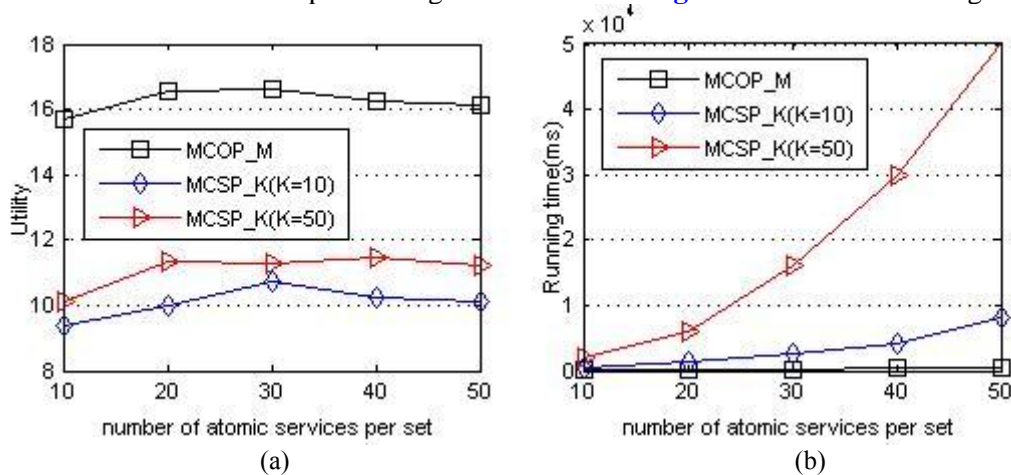 × 10⁴
18
16
14
12
10
8
Utility
MCOP_M
MCSP_K(K=10)
MCSP_K(K=50)
10 20 30 40 50
number of atomic services per set
(a)
5
4
3
2
1
0
Running time(ms)
MCOP_M
MCSP_K(K=10)
MCSP_K(K=50)
10 20 30 40 50
number of atomic services per set
(b)